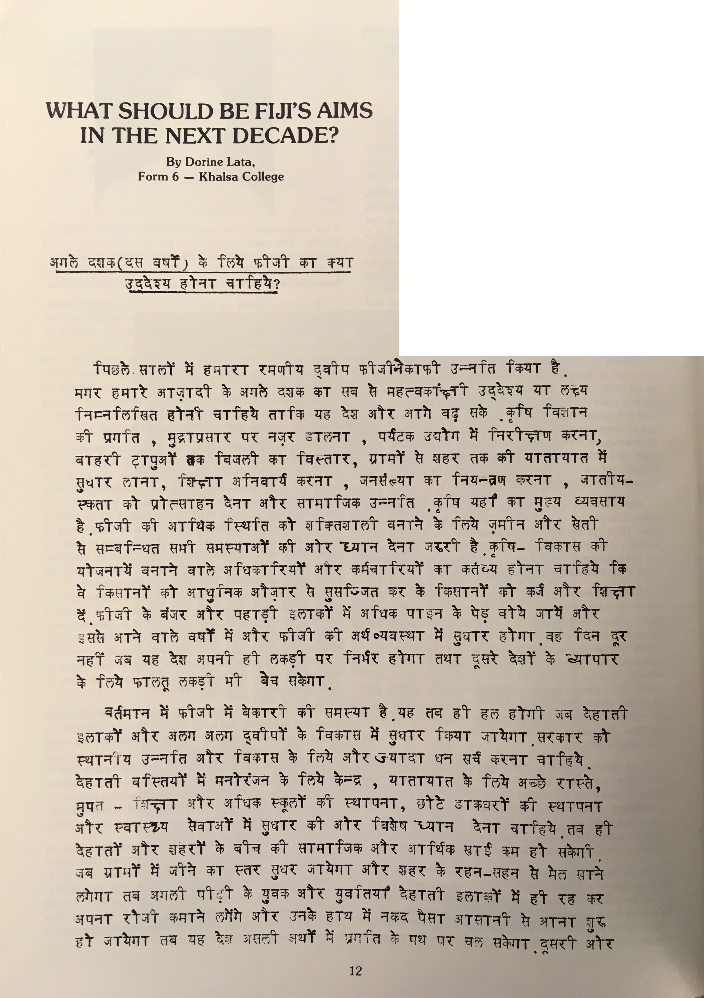 WHAT SHOULD BE FIJI'S AIMS
IN THE NEXT DECADE?
By Dorine Lata,
Form 6 — Khalsa College
अगले दशक(दस वर्षों) के लिये फीजी का क्या
उद्देश्य होना चाहिये?
पिछले सालों में हमारा रमणीय द्वीप फीजीनेकाफी उन्नति किया है.
मगर हमारे आज़ादी के अगले दशक का सब से महत्वकांक्षी उद्देश्य या लक्ष्य
निम्नलिखित होनी चाहिये ताकि यह देश और आगे बढ़ सके .कृषि विज्ञान
की प्रगति , मुद्राप्रसार पर नज़र डालना , पर्यटक उद्योग में निरीक्षण करना,
बाहरी टापुओं तक बिजली का विस्तार, ग्रामों से शहर तक की यातायात में
सुधार लाना, शिक्षा अनिवार्य करना , जनसंख्या का नियन्त्रण करना , जातीय-
स्कता को प्रोत्साहन देना और सामाजिक उन्नति .कृषि यहाँ का मुख्य व्यवसाय
है.फीजी की आर्थिक स्थिति को शक्तिशाली बनाने के लिये ज़मीन और खेती
से सम्बन्धित सभी समस्याओं की ओर ध्यान देना जरूरी है.कृषि- विकास की
योजनायें बनाने वाले अधिकारियों और कर्मचारियों का कर्तव्य होना चाहिये कि
वे किसानों को आधुनिक औज़ार से सुसज्जित कर के किसानों को कर्ज और शिक्षा
दें.फीजी के बंजर और पहाड़ी इलाकों में अधिक पाइन के पेड़ बोये जायें और
इससे आने वाले वर्षों में और फीजी की अर्थव्यवस्था में सुधार होगा.वह दिन दूर
नहीं जब यह देश अपनी ही लकड़ी पर निर्भर होगा तथा दूसरे देशों के व्यापार
के लिये फालतू लकड़ी भी बेच सकेगा.
वर्तमान में फीजी में बेकारी की समस्या है.यह तब ही हल होगी जब देहाती
इलाकों और अलग अलग द्वीपों के विकास में सुधार किया जायेगा.सरकार को
स्थानीय उन्नति और विकास के लिये और ज्यादा धन खर्च करना चाहिये.
देहाती बस्तियों में मनोरंजन के लिये केन्द्र , यातायात के लिये अच्छे रास्ते,
मुफ्त - शिक्षा और अधिक स्कूलों की स्थापना, छोटे डाकघरों की स्थापना
और स्वास्थ्य सेवाओं में सुधार की ओर विशेष ध्यान देना चाहिये.तब ही
देहातों और शहरों के बीच की सामाजिक और आर्थिक खाई कम हो सकेगी.
जब ग्रामों में जीने का स्तर सुधर जायेगा और शहर के रहन-सहन से मेल खाने
लगेगा तब अगली पीढ़ी के युवक और युवतियाँ देहाती इलाकों में ही रह कर
अपना रोजी कमाने लगेंगे और उनके हाथ में नकद पैसा आसानी से आना शुरू
हो जायेगा तब यह देश असली अर्थों में प्रगति के पथ पर चल सकेगा.दूसरी ओर
12